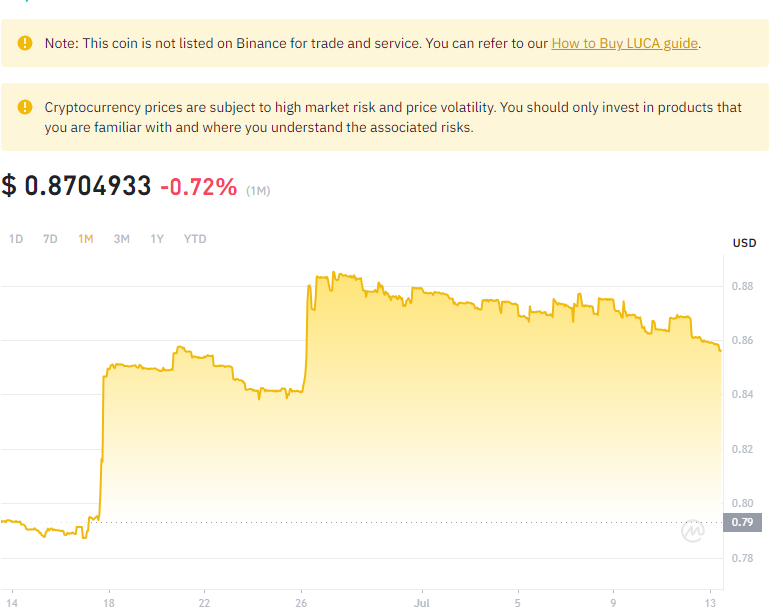 Note: This coin is not listed on Binance for trade and service. You can refer to our How to Buy LUCA guide.
Cryptocurrency prices are subject to high market risk and price volatility. You should only invest in products that
you are familiar with and where you understand the associated risks.
$ 0.8704933 -0.72% (1M)
1D 7D 1M 3M 1Y YTD
USD
0.88
0.86
0.84
0.82
0.80
0.79
0.78
14 18 22 26 Jul 5 9 13